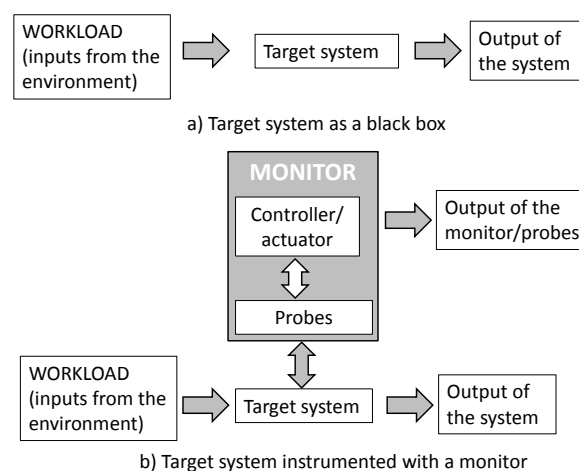 WORKLOAD
(inputs from the
environment)
Target system
Output of
the system
a) Target system as a black box
MONITOR
Controller/
actuator
Output of the
monitor/probes
Probes
WORKLOAD
(inputs from the
environment)
Target system
Output of
the system
b) Target system instrumented with a monitor